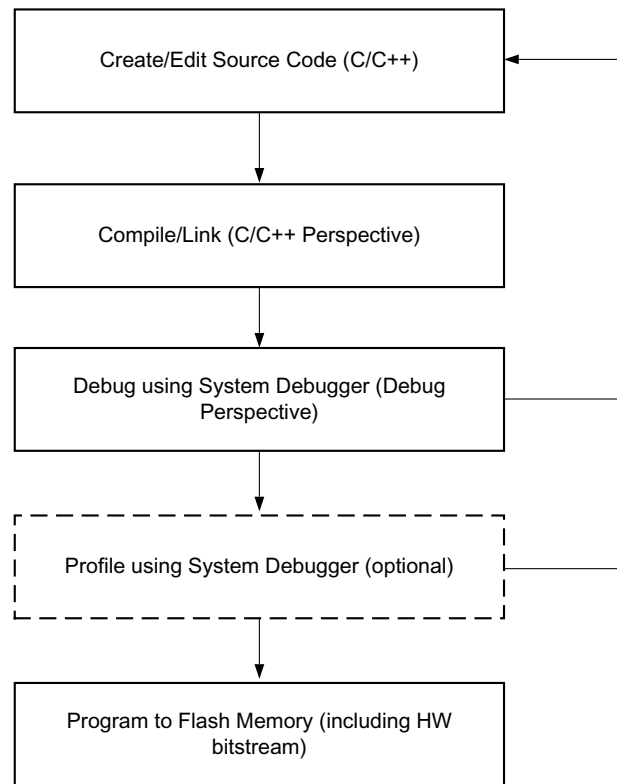 Create/Edit Source Code (C/C++)
Compile/Link (C/C++ Perspective)
Debug using System Debugger (Debug
Perspective)
Profile using System Debugger (optional)
Program to Flash Memory (including HW
bitstream)